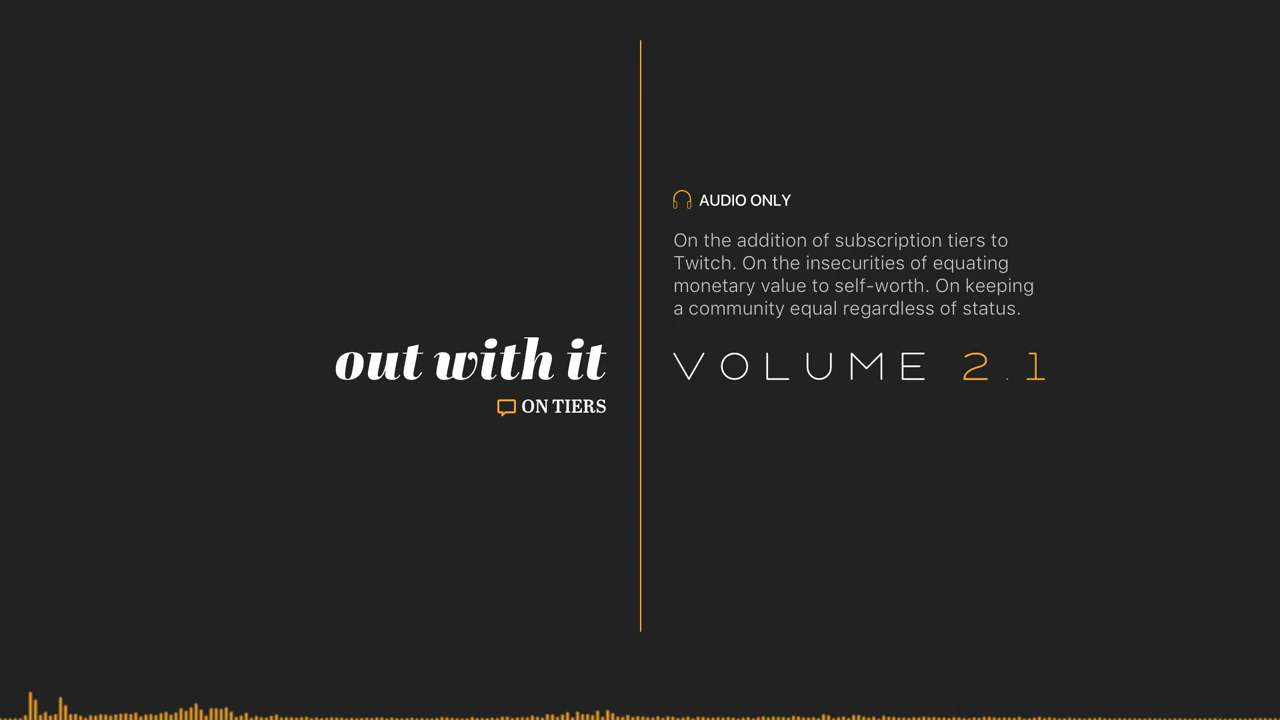 out with it
ON TIERS
AUDIO ONLY
On the addition of subscription tiers to
Twitch. On the insecurities of equating
monetary value to self-worth. On keeping
a community equal regardless of status.
VOLUME 2.1